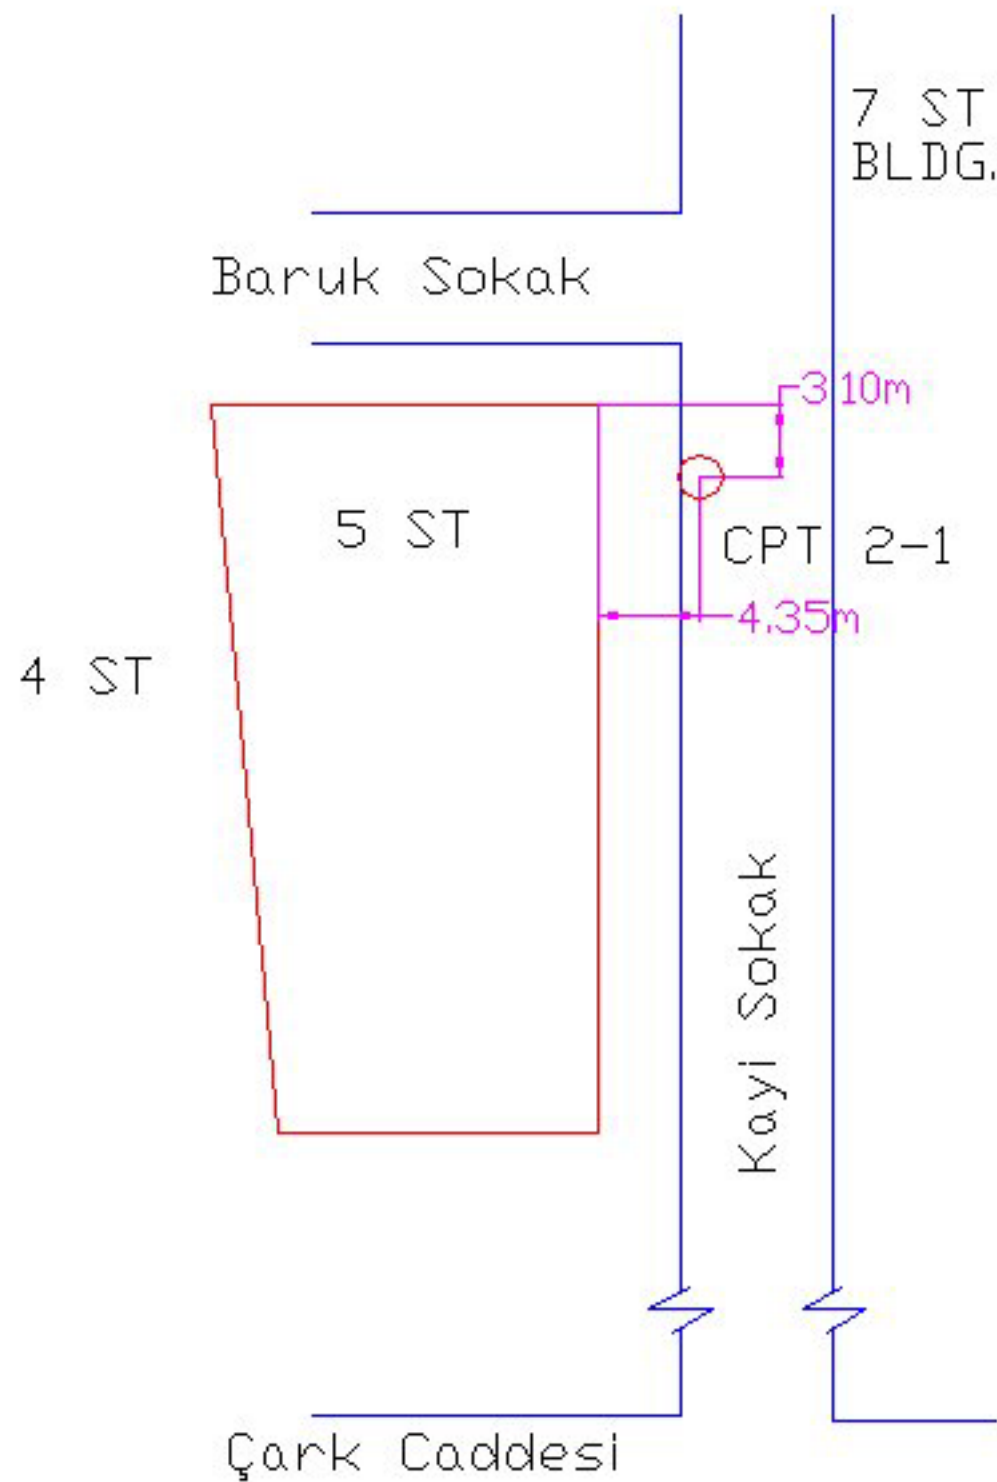 7 ST
BLDG.
Baruk Sokak
3.10m
5 ST
CPT 2-1
4.35m
4 ST
Kayi Sokak
Çark Caddesi